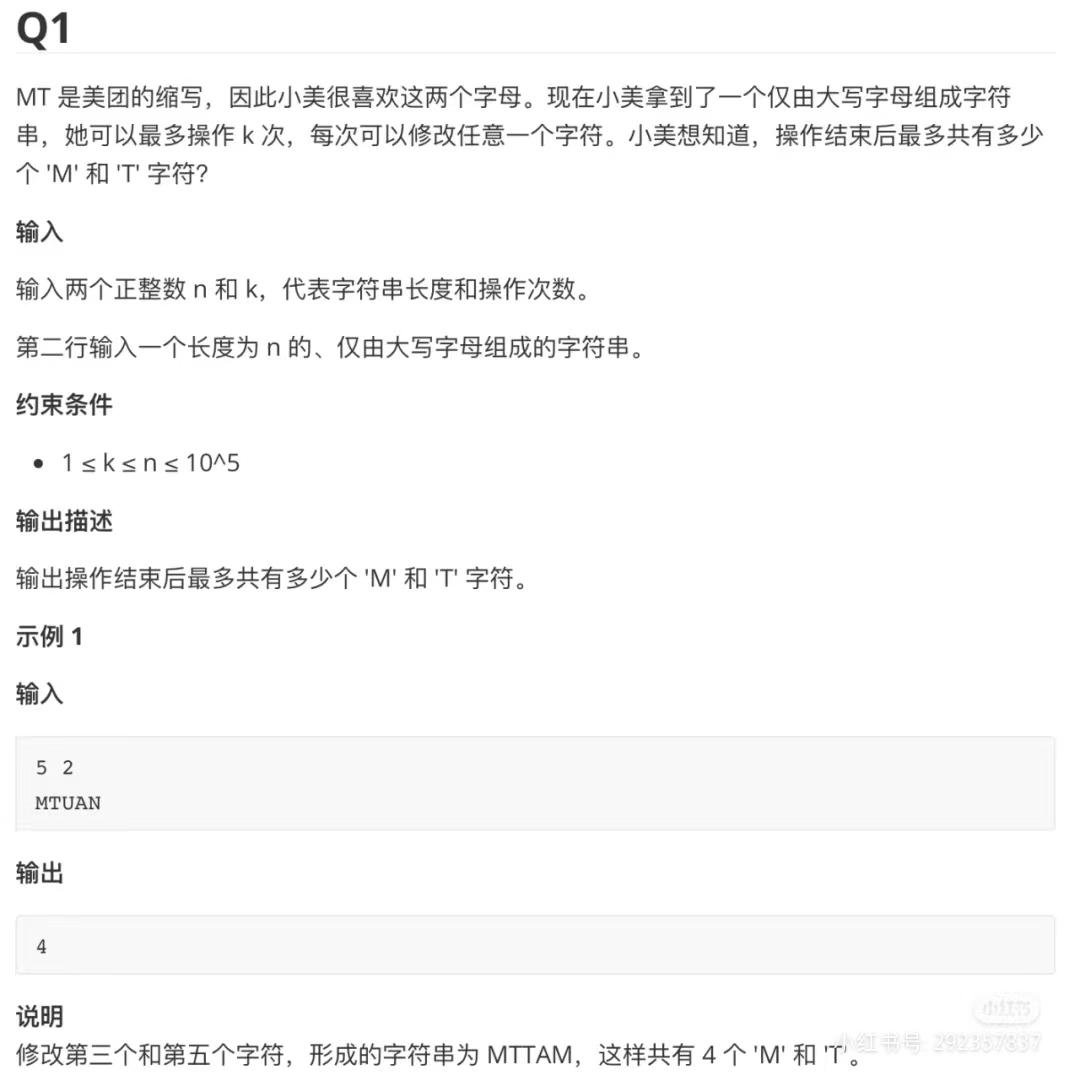 Q1
MT 是美团的缩写，因此小美很喜欢这两个字母。现在小美拿到了一个仅由大写字母组成字符
串，她可以最多操作 k 次，每次可以修改任意一个字符。小美想知道，操作结束后最多共有多少
个 'M' 和 'T' 字符?
输入
输入两个正整数 n 和 k，代表字符串长度和操作次数。
第二行输入一个长度为 n 的、仅由大写字母组成的字符串。
约束条件
• 1 ≤ k ≤ n ≤ 10^5
输出描述
输出操作结束后最多共有多少个 'M' 和 'T' 字符。
示例 1
输入
5 2
MTUAN
输出
4
说明
修改第三个和第五个字符，形成的字符串为 MTTAM，这样共有 4 个 'M' 和 'T'。
小红书
小红书号: 292357837